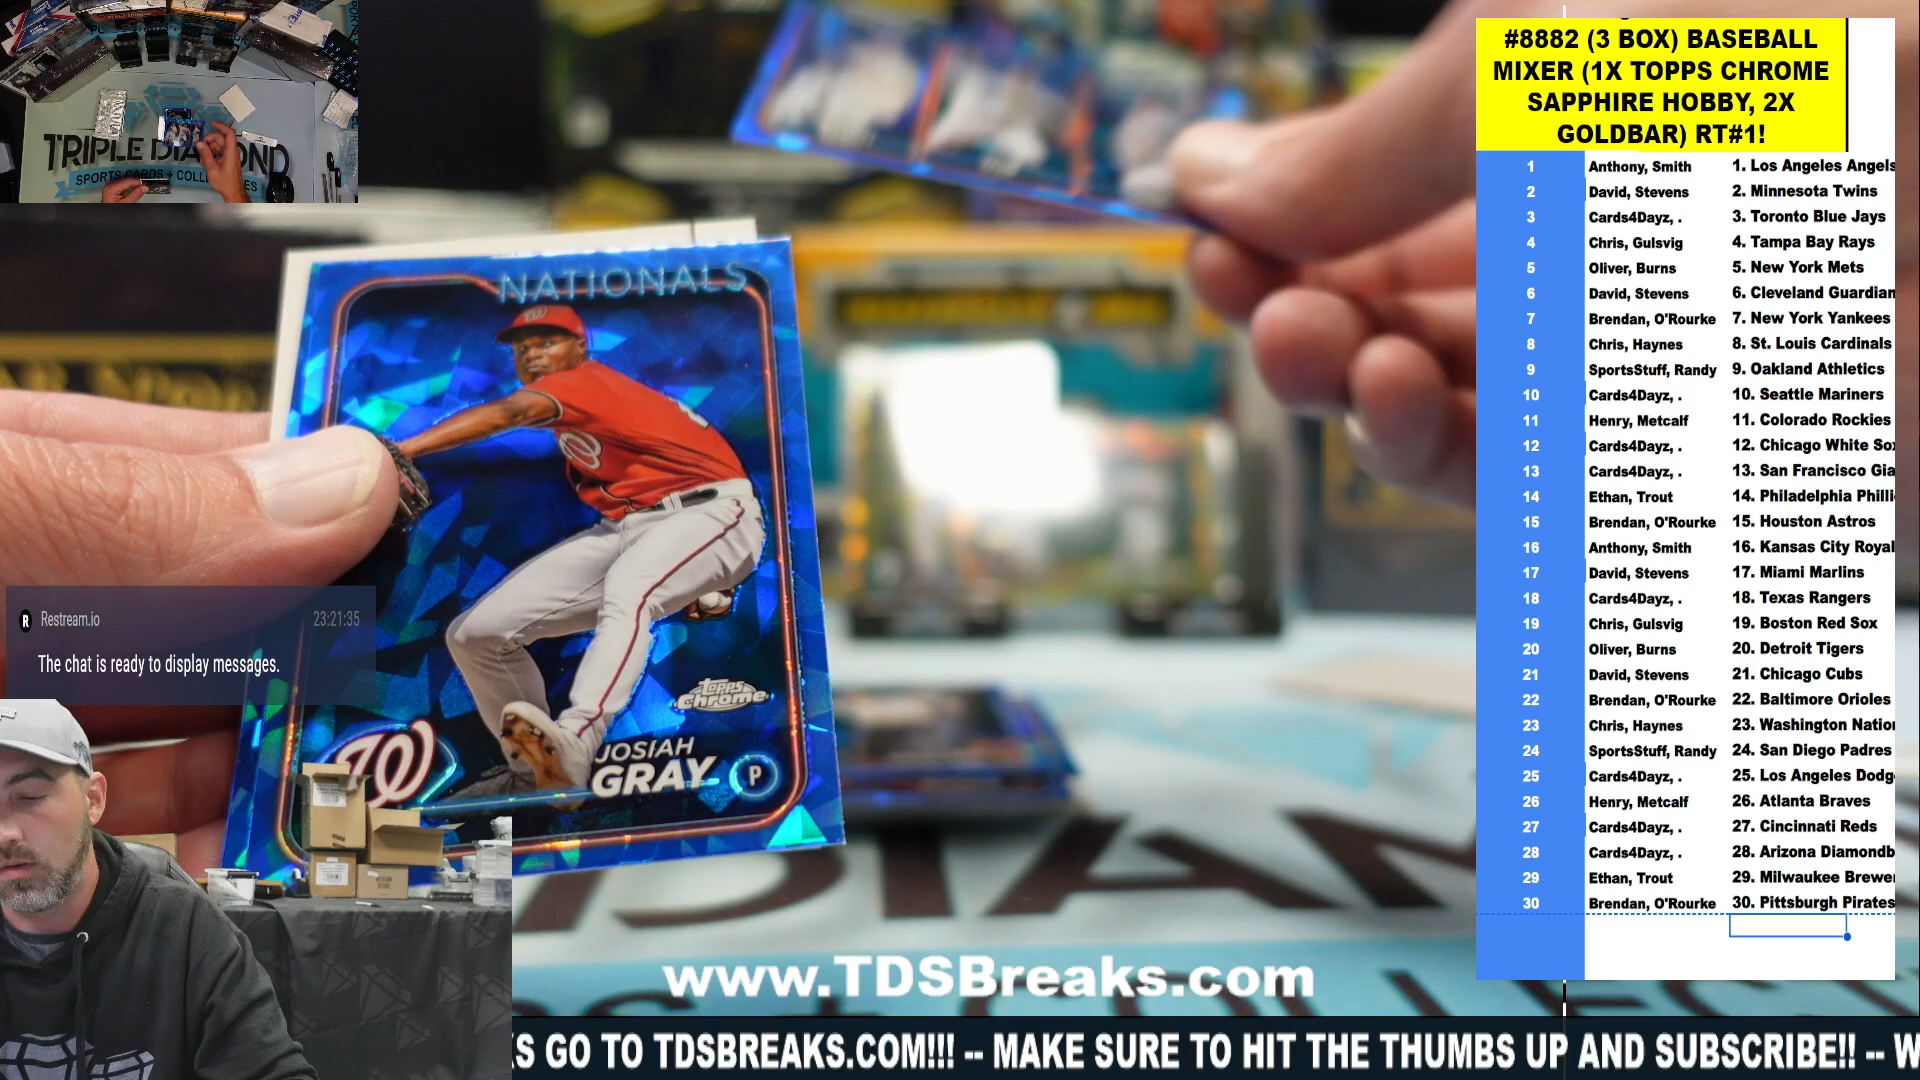 TRIPLE DIAMOND
SPORTS CARDS + COLL
NATIONALS
W
W
TOPPS
Chrome
JOSIAH
GRAY P
W
R Restream.io 23:21:35
The chat is ready to display messages.
#8882 (3 BOX) BASEBALL
MIXER (1X TOPPS CHROME
SAPPHIRE HOBBY, 2X
GOLDBAR) RT#1!
1 Anthony, Smith 1. Los Angeles Angels
2 David, Stevens 2. Minnesota Twins
3 Cards4Dayz, . 3. Toronto Blue Jays
4 Chris, Gulsvig 4. Tampa Bay Rays
5 Oliver, Burns 5. New York Mets
6 David, Stevens 6. Cleveland Guardian
7 Brendan, O'Rourke 7. New York Yankees
8 Chris, Haynes 8. St. Louis Cardinals
9 SportsStuff, Randy 9. Oakland Athletics
10 Cards4Dayz, . 10. Seattle Mariners
11 Henry, Metcalf 11. Colorado Rockies
12 Cards4Dayz, . 12. Chicago White Sox
13 Cards4Dayz, . 13. San Francisco Gia
14 Ethan, Trout 14. Philadelphia Philli
15 Brendan, O'Rourke 15. Houston Astros
16 Anthony, Smith 16. Kansas City Royal
17 David, Stevens 17. Miami Marlins
18 Cards4Dayz, . 18. Texas Rangers
19 Chris, Gulsvig 19. Boston Red Sox
20 Oliver, Burns 20. Detroit Tigers
21 David, Stevens 21. Chicago Cubs
22 Brendan, O'Rourke 22. Baltimore Orioles
23 Chris, Haynes 23. Washington Natio
24 SportsStuff, Randy 24. San Diego Padres
25 Cards4Dayz, . 25. Los Angeles Dodg
26 Henry, Metcalf 26. Atlanta Braves
27 Cards4Dayz, . 27. Cincinnati Reds
28 Cards4Dayz, . 28. Arizona Diamondb
29 Ethan, Trout 29. Milwaukee Brewe
30 Brendan, O'Rourke 30. Pittsburgh Pirates
DIAM
www.TDSBreaks.com
S GO TO TDSBREAKS.COM!!! -- MAKE SURE TO HIT THE THUMBS UP AND SUBSCRIBE!! -- W